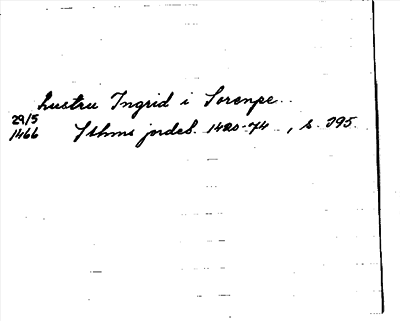 hustru Ingrid i Sorenpe..
29/5
1466 Sthms jordeb. 1420-74 , s. 395.